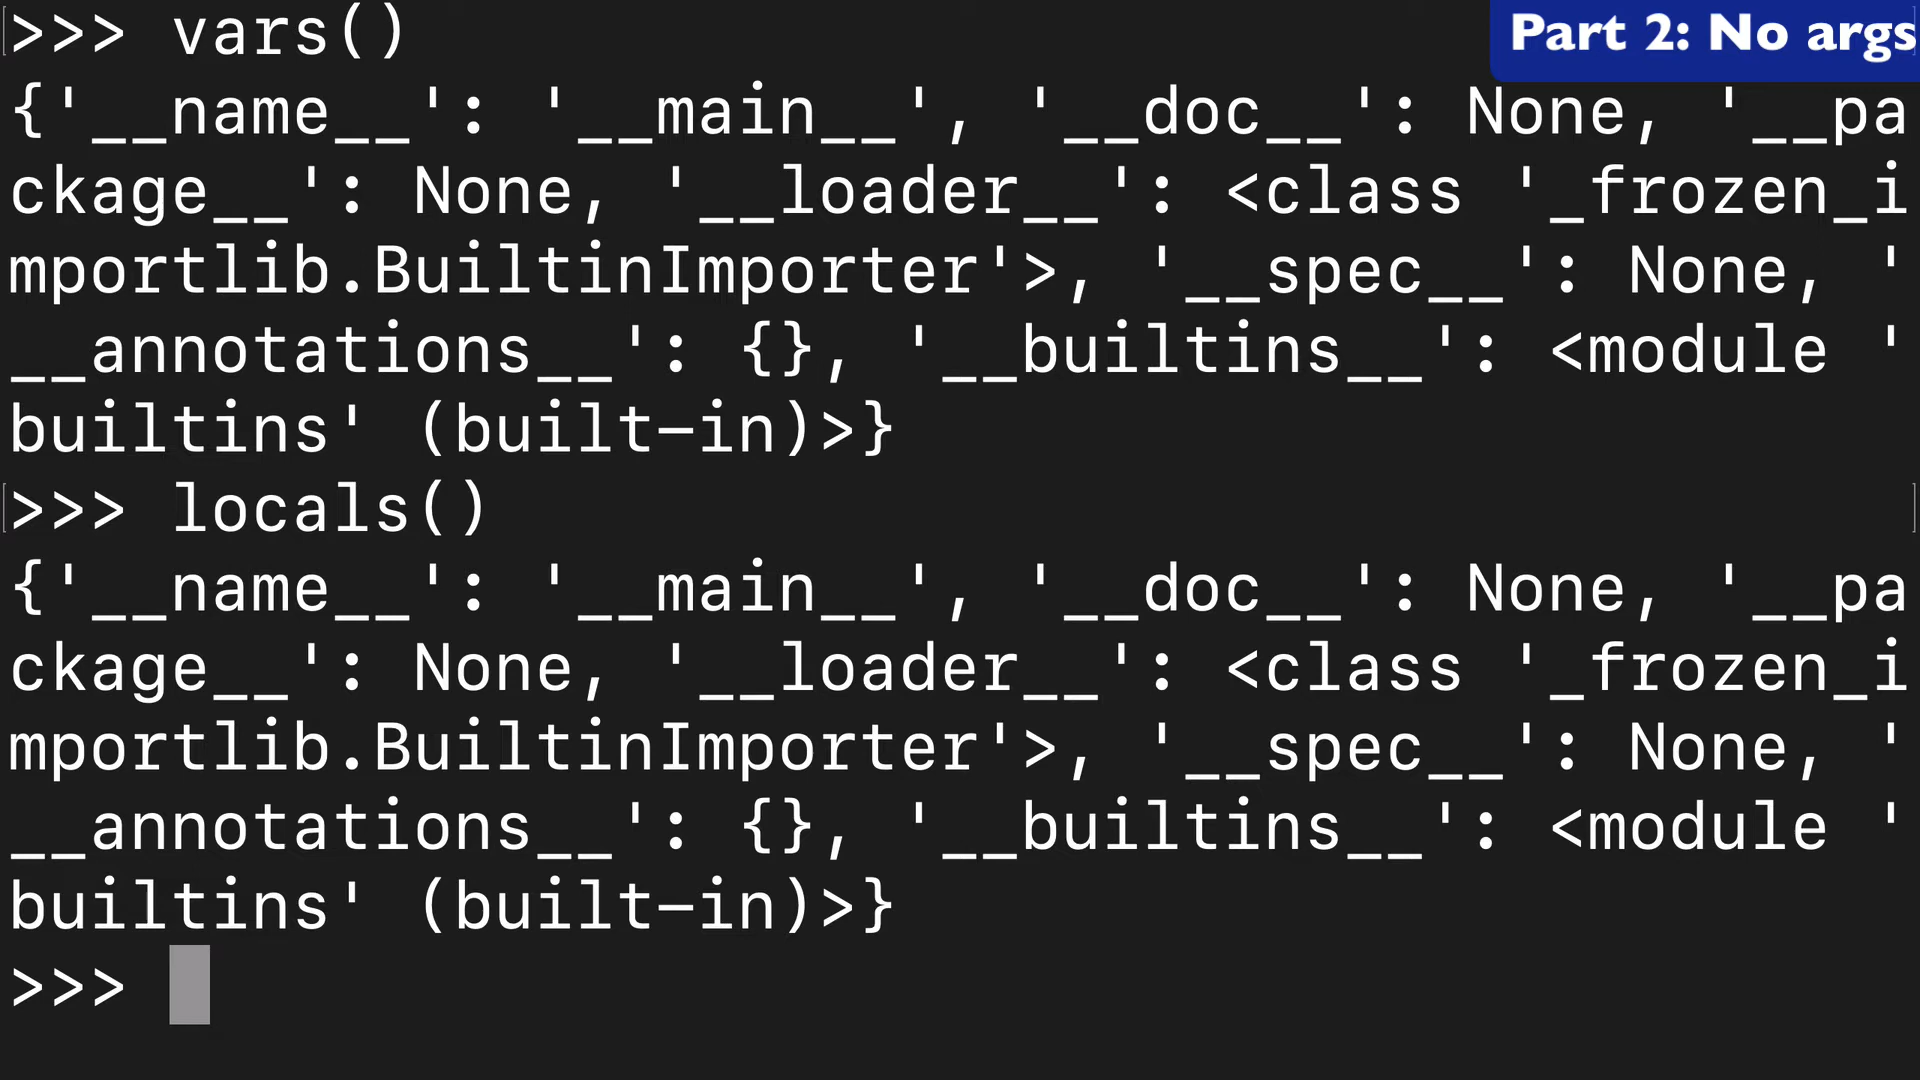 >>> vars()
Part 2: No args
{'__name__': '__main__', '__doc__': None, '__pa
ckage__': None, '__loader__': <class '_frozen_i
mportlib.BuiltinImporter'>, '__spec__': None, '
__annotations__': {}, '__builtins__': <module '
builtins' (built-in)>}
>>> locals()
{'__name__': '__main__', '__doc__': None, '__pa
ckage__': None, '__loader__': <class '_frozen_i
mportlib.BuiltinImporter'>, '__spec__': None, '
__annotations__': {}, '__builtins__': <module '
builtins' (built-in)>}
>>>